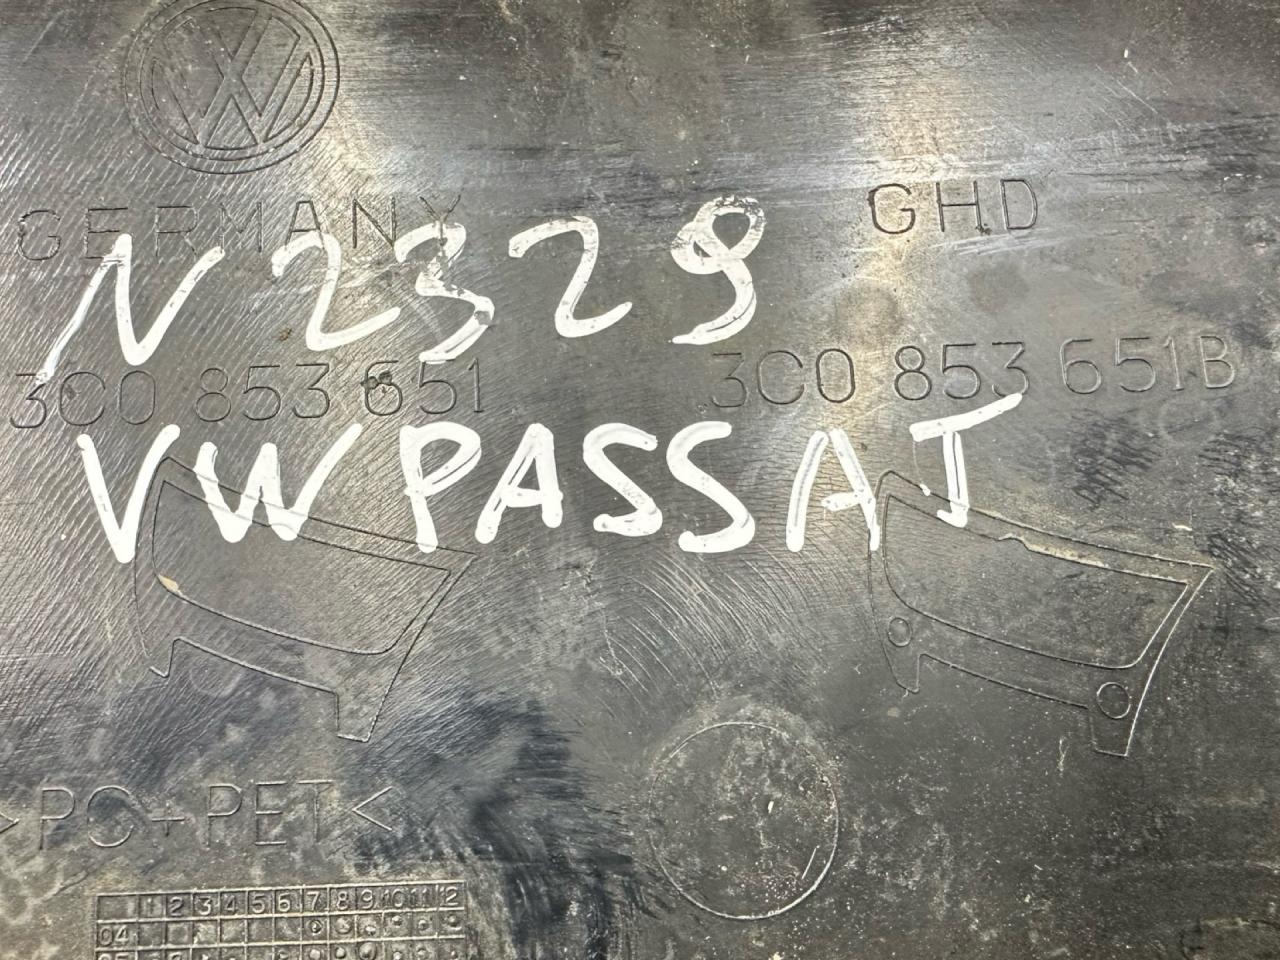 GERMANY GHD
N 2329
3C0 853 651 3C0 853 651B
VW PASSAT
>PC+PET<
1 2 3 4 5 6 7 8 9 10 11 12
04